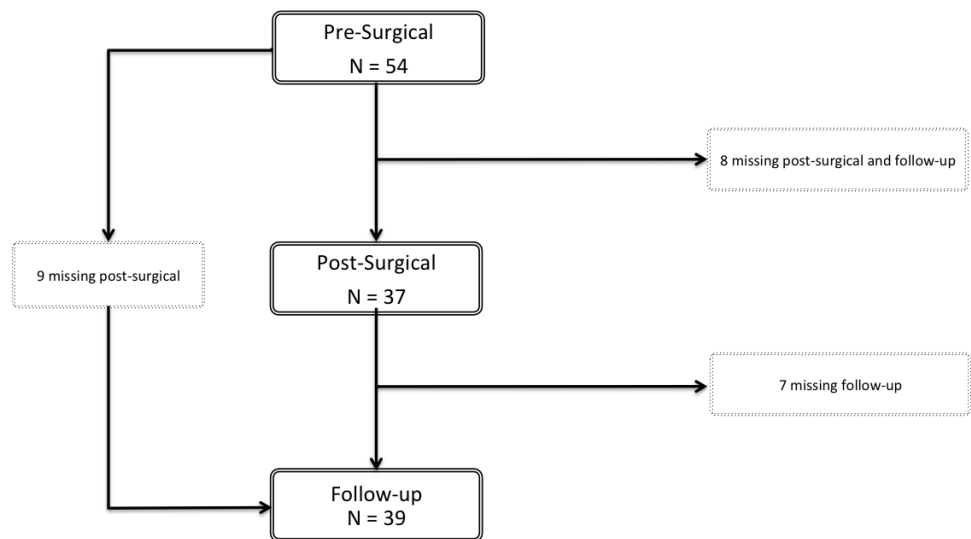 Pre-Surgical
N = 54
8 missing post-surgical and follow-up
9 missing post-surgical
Post-Surgical
N = 37
7 missing follow-up
Follow-up
N = 39